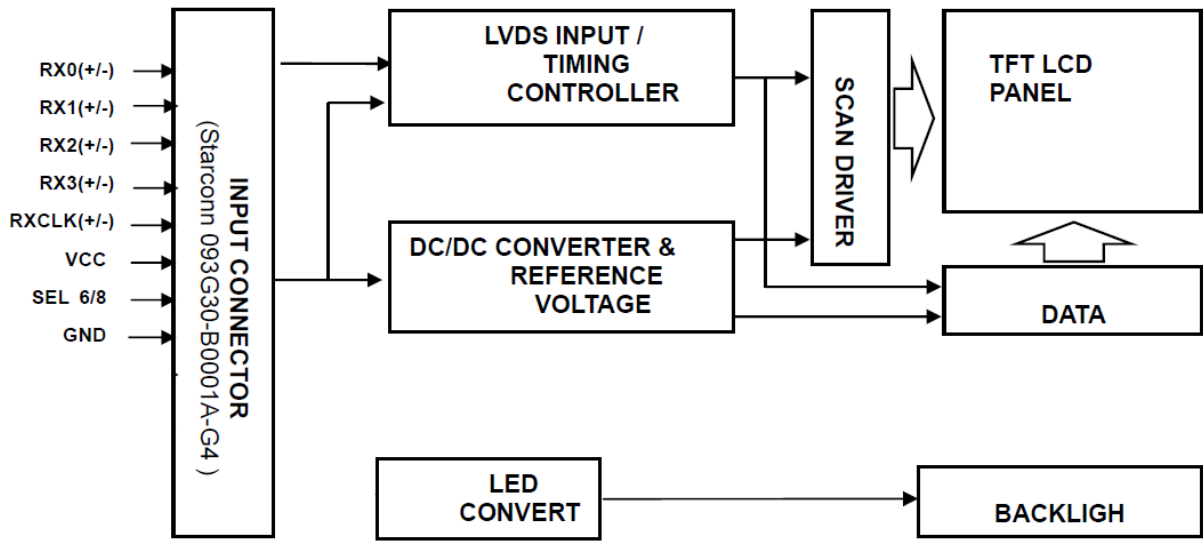 RX0(+/-)
RX1(+/-)
RX2(+/-)
RX3(+/-)
RXCLK(+/-)
VCC
SEL 6/8
GND
INPUT CONNECTOR
(Starconn 093G30-B0001A-G4 )
LVDS INPUT /
TIMING
CONTROLLER
DC/DC CONVERTER &
REFERENCE
VOLTAGE
SCAN DRIVER
TFT LCD
PANEL
DATA
LED
CONVERT
BACKLIGH